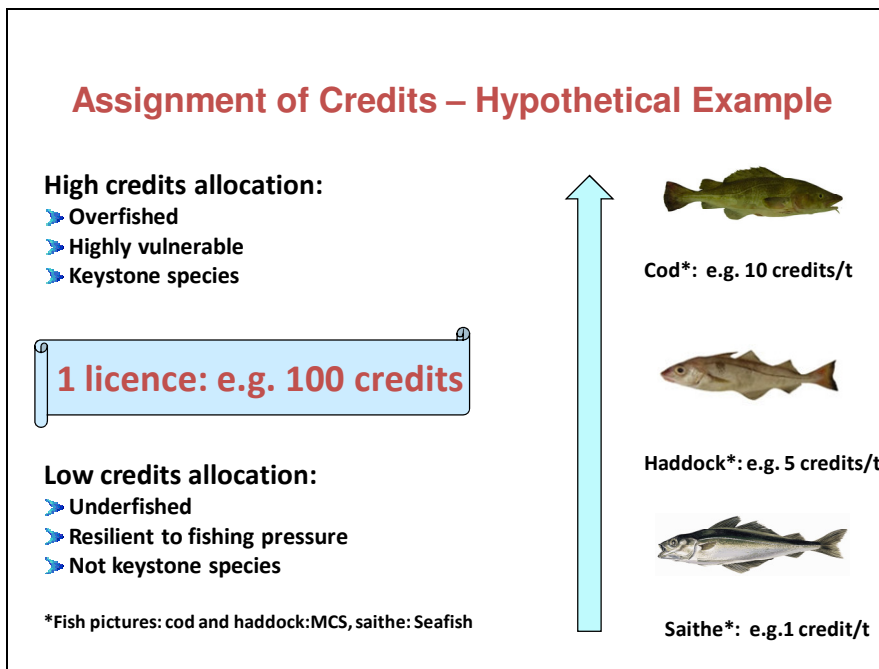 Assignment of Credits – Hypothetical Example
High credits allocation:
Overfished
Highly vulnerable
Keystone species
1 licence: e.g. 100 credits
Low credits allocation:
Underfished
Resilient to fishing pressure
Not keystone species
*Fish pictures: cod and haddock:MCS, saithe: Seafish
Cod*: e.g. 10 credits/t
Haddock*: e.g. 5 credits/t
Saithe*: e.g.1 credit/t